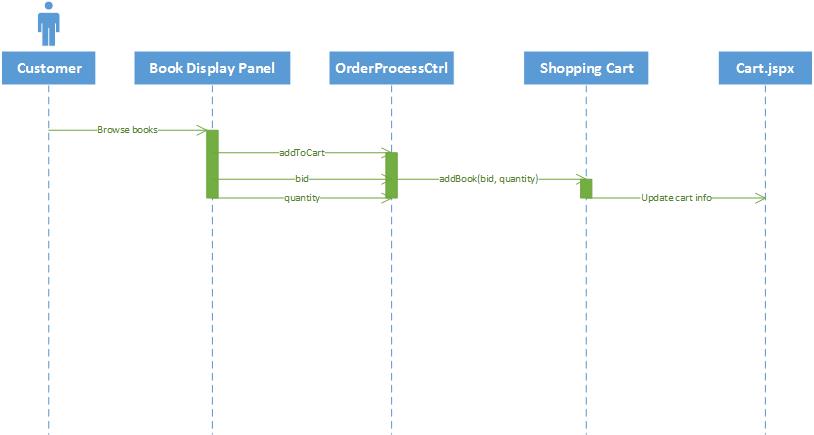 Customer
Book Display Panel
OrderProcessCtrl
Shopping Cart
Cart.jspx
Browse books
addToCart
bid
addBook(bid, quantity)
quantity
Update cart info